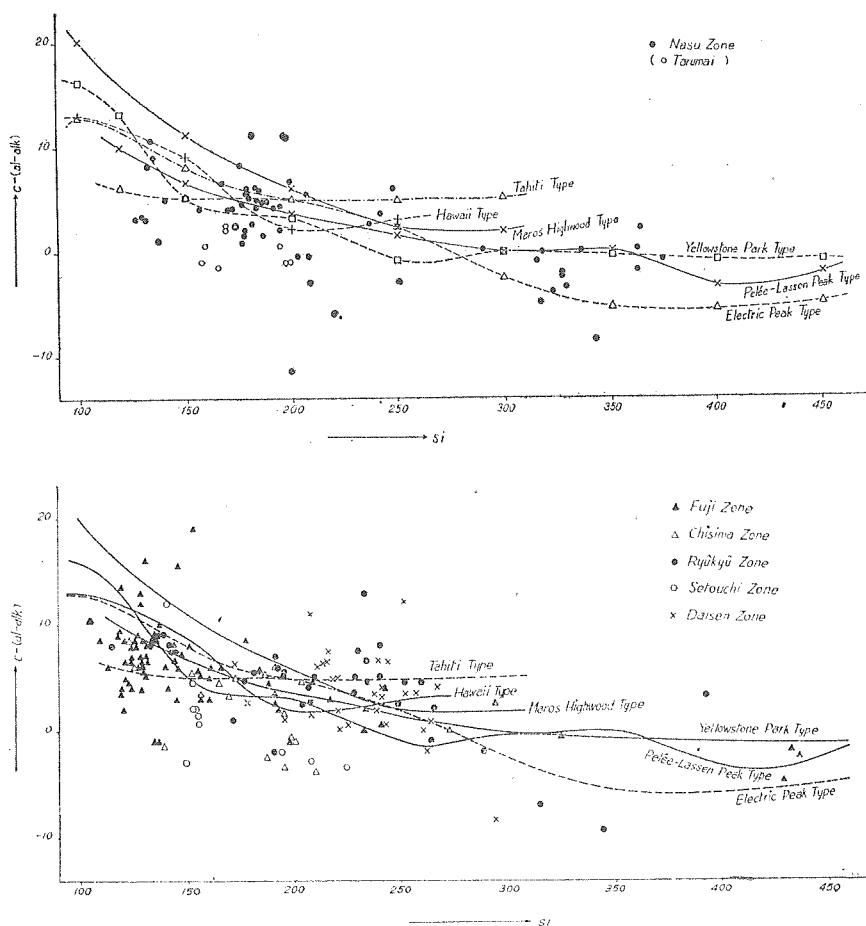 20
Nasu Zone
( Tarumai )
10
c-(al-alk)
Tahiti Type
Hawaii Type
Maros Highwood Type
0
Yellowstone Park Type
Pelée-Lassen Peak Type
Electric Peak Type
-10
100 150 200 250 300 350 400 450
si
20
Fuji Zone
Chisima Zone
Ryûkyû Zone
Setouchi Zone
Daisen Zone
10
c-(al-alk)
Tahiti Type
Hawaii Type
Maros Highwood Type
0
Yellowstone Park Type
Pelée-Lassen Peak Type
Electric Peak Type
-10
100 150 200 250 300 350 400 450
si